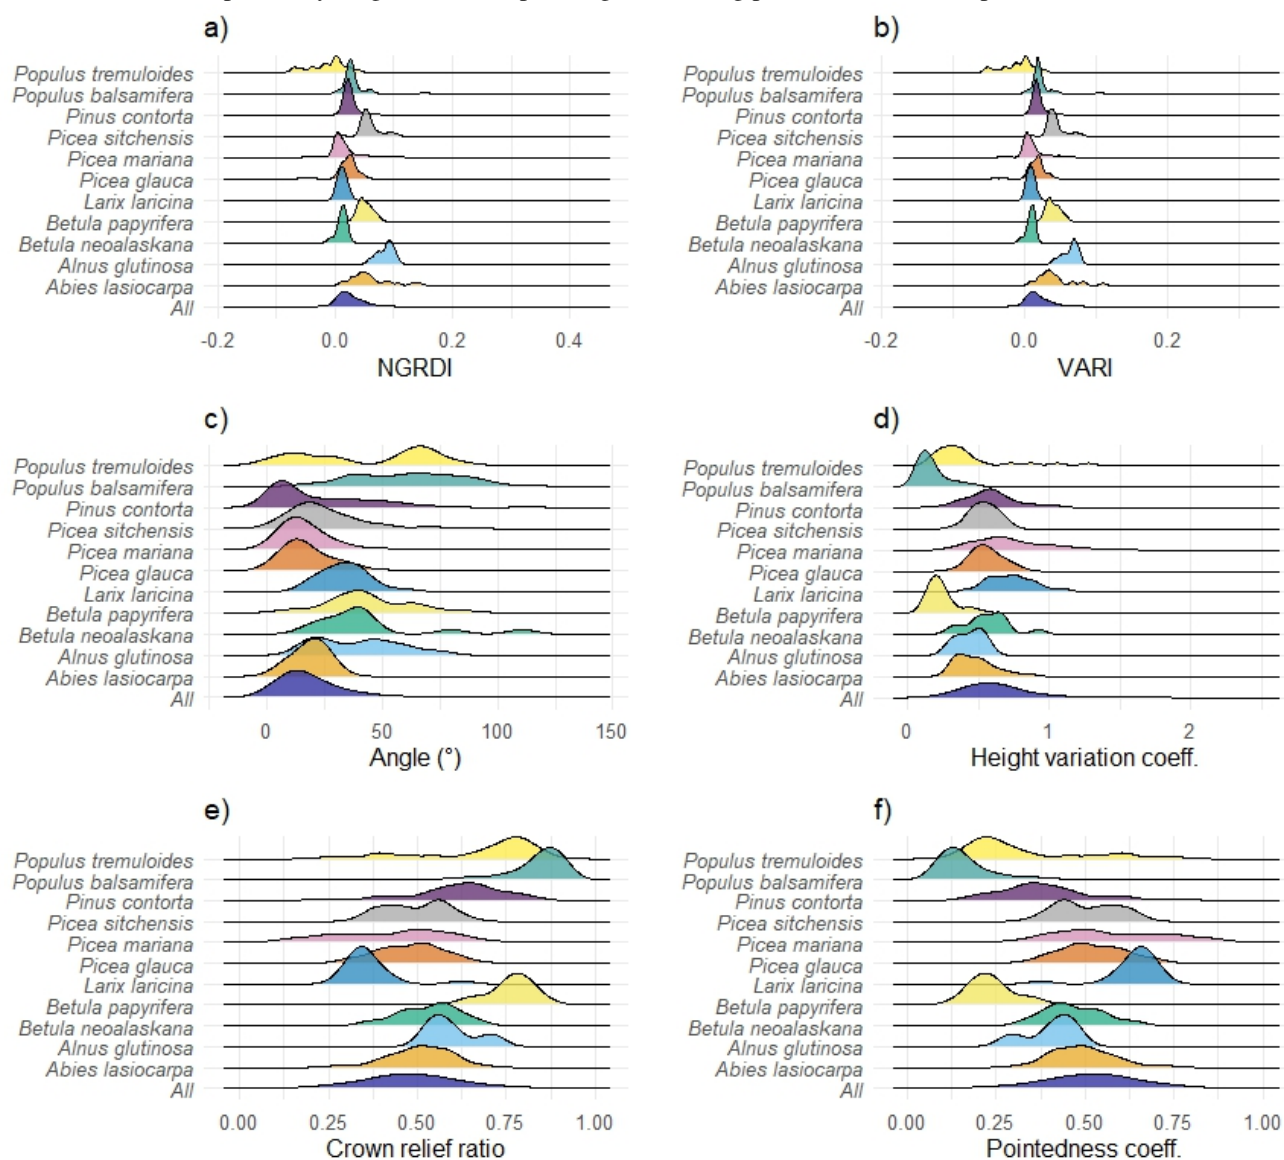 a)
Populus tremuloides
Populus balsamifera
Pinus contorta
Picea sitchensis
Picea mariana
Picea glauca
Larix laricina
Betula papyrifera
Betula neoalaskana
Alnus glutinosa
Abies lasiocarpa
All
-0.2 0.0 0.2 0.4
NGRDI
b)
Populus tremuloides
Populus balsamifera
Pinus contorta
Picea sitchensis
Picea mariana
Picea glauca
Larix laricina
Betula papyrifera
Betula neoalaskana
Alnus glutinosa
Abies lasiocarpa
All
-0.2 0.0 0.2
VARI
c)
Populus tremuloides
Populus balsamifera
Pinus contorta
Picea sitchensis
Picea mariana
Picea glauca
Larix laricina
Betula papyrifera
Betula neoalaskana
Alnus glutinosa
Abies lasiocarpa
All
0 50 100 150
Angle (°)
d)
Populus tremuloides
Populus balsamifera
Pinus contorta
Picea sitchensis
Picea mariana
Picea glauca
Larix laricina
Betula papyrifera
Betula neoalaskana
Alnus glutinosa
Abies lasiocarpa
All
0 1 2
Height variation coeff.
e)
Populus tremuloides
Populus balsamifera
Pinus contorta
Picea sitchensis
Picea mariana
Picea glauca
Larix laricina
Betula papyrifera
Betula neoalaskana
Alnus glutinosa
Abies lasiocarpa
All
0.00 0.25 0.50 0.75 1.00
Crown relief ratio
f)
Populus tremuloides
Populus balsamifera
Pinus contorta
Picea sitchensis
Picea mariana
Picea glauca
Larix laricina
Betula papyrifera
Betula neoalaskana
Alnus glutinosa
Abies lasiocarpa
All
0.00 0.25 0.50 0.75 1.00
Pointedness coeff.